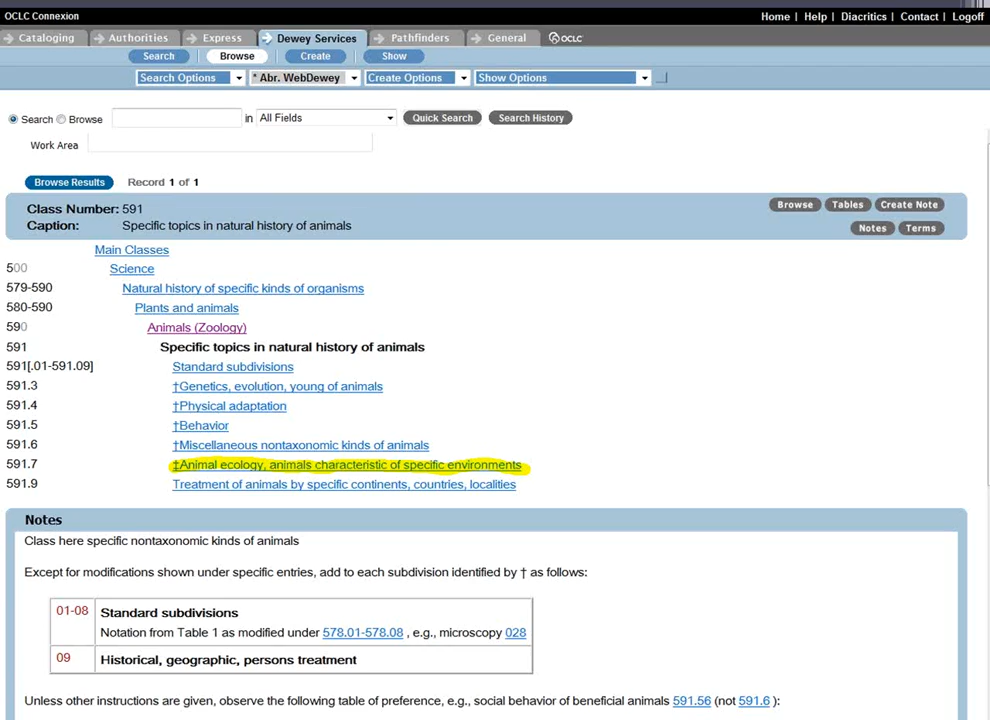 OCLC Connexion
Home | Help | Diacritics | Contact | Logoff
Cataloging Authorities Express Dewey Services Pathfinders General OCLC
Search Browse Create Show
Search Options * Abr. WebDewey Create Options Show Options
Search Browse in All Fields Quick Search Search History
Work Area
Browse Results Record 1 of 1
Class Number: 591 Browse Tables Create Note
Caption: Specific topics in natural history of animals Notes Terms
Main Classes
500 Science
579-590 Natural history of specific kinds of organisms
580-590 Plants and animals
590 Animals (Zoology)
591 Specific topics in natural history of animals
591[.01-591.09] Standard subdivisions
591.3 †Genetics, evolution, young of animals
591.4 †Physical adaptation
591.5 †Behavior
591.6 †Miscellaneous nontaxonomic kinds of animals
591.7 ‡Animal ecology, animals characteristic of specific environments
591.9 Treatment of animals by specific continents, countries, localities
Notes
Class here specific nontaxonomic kinds of animals
Except for modifications shown under specific entries, add to each subdivision identified by † as follows:
01-08 Standard subdivisions
Notation from Table 1 as modified under 578.01-578.08 , e.g., microscopy 028
09 Historical, geographic, persons treatment
Unless other instructions are given, observe the following table of preference, e.g., social behavior of beneficial animals 591.56 (not 591.6 ):